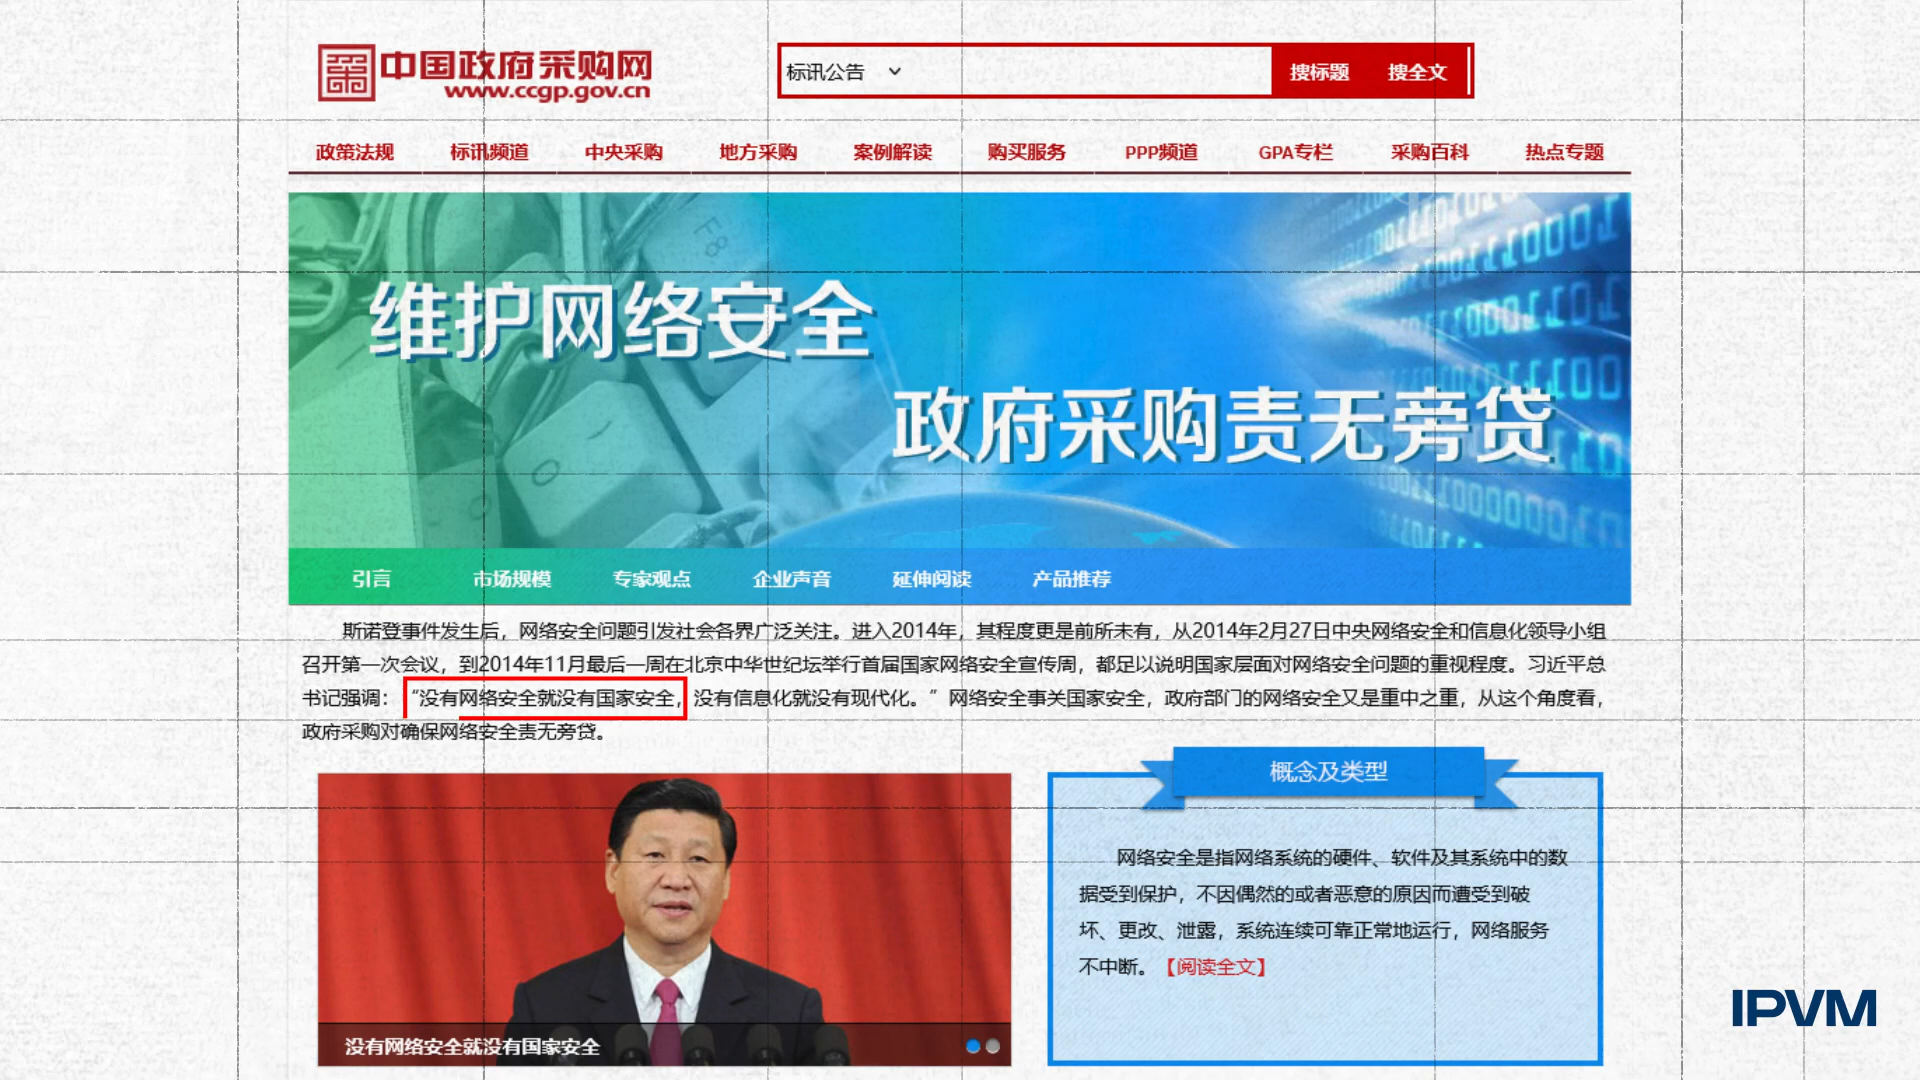 中国政府采购网
www.ccgp.gov.cn
标讯公告
搜标题 搜全文
政策法规 标讯频道 中央采购 地方采购 案例解读 购买服务 PPP频道 GPA专栏 采购百科 热点专题
维护网络安全
政府采购责无旁贷
引言 市场规模 专家观点 企业声音 延伸阅读 产品推荐
斯诺登事件发生后，网络安全问题引发社会各界广泛关注。进入2014年，其程度更是前所未有，从2014年2月27日中央网络安全和信息化领导小组
召开第一次会议，到2014年11月最后一周在北京中华世纪坛举行首届国家网络安全宣传周，都足以说明国家层面对网络安全问题的重视程度。习近平总
书记强调：“没有网络安全就没有国家安全，没有信息化就没有现代化。”网络安全事关国家安全，政府部门的网络安全又是重中之重，从这个角度看，
政府采购对确保网络安全责无旁贷。
没有网络安全就没有国家安全
概念及类型
网络安全是指网络系统的硬件、软件及其系统中的数
据受到保护，不因偶然的或者恶意的原因而遭受到破
坏、更改、泄露，系统连续可靠正常地运行，网络服务
不中断。【阅读全文】
IPVM